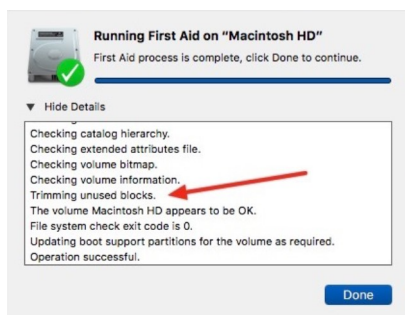 Running First Aid on “Macintosh HD”
First Aid process is complete, click Done to continue.
Hide Details
Checking catalog hierarchy.
Checking extended attributes file.
Checking volume bitmap.
Checking volume information.
Trimming unused blocks.
The volume Macintosh HD appears to be OK.
File system check exit code is 0.
Updating boot support partitions for the volume as required.
Operation successful.
Done